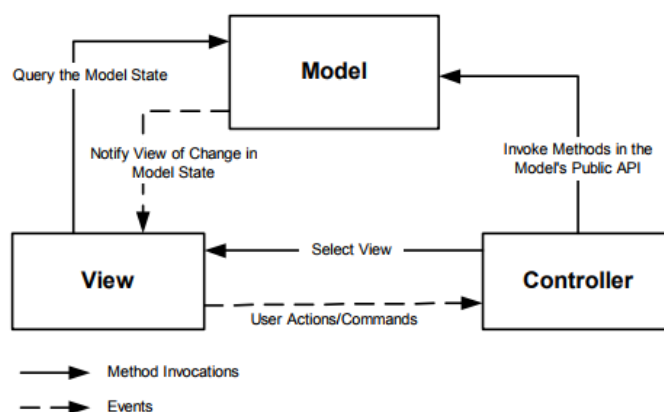 Model
Query the Model State
Notify View of Change in
Model State
Invoke Methods in the
Model's Public API
View
Select View
Controller
User Actions/Commands
Method Invocations
Events